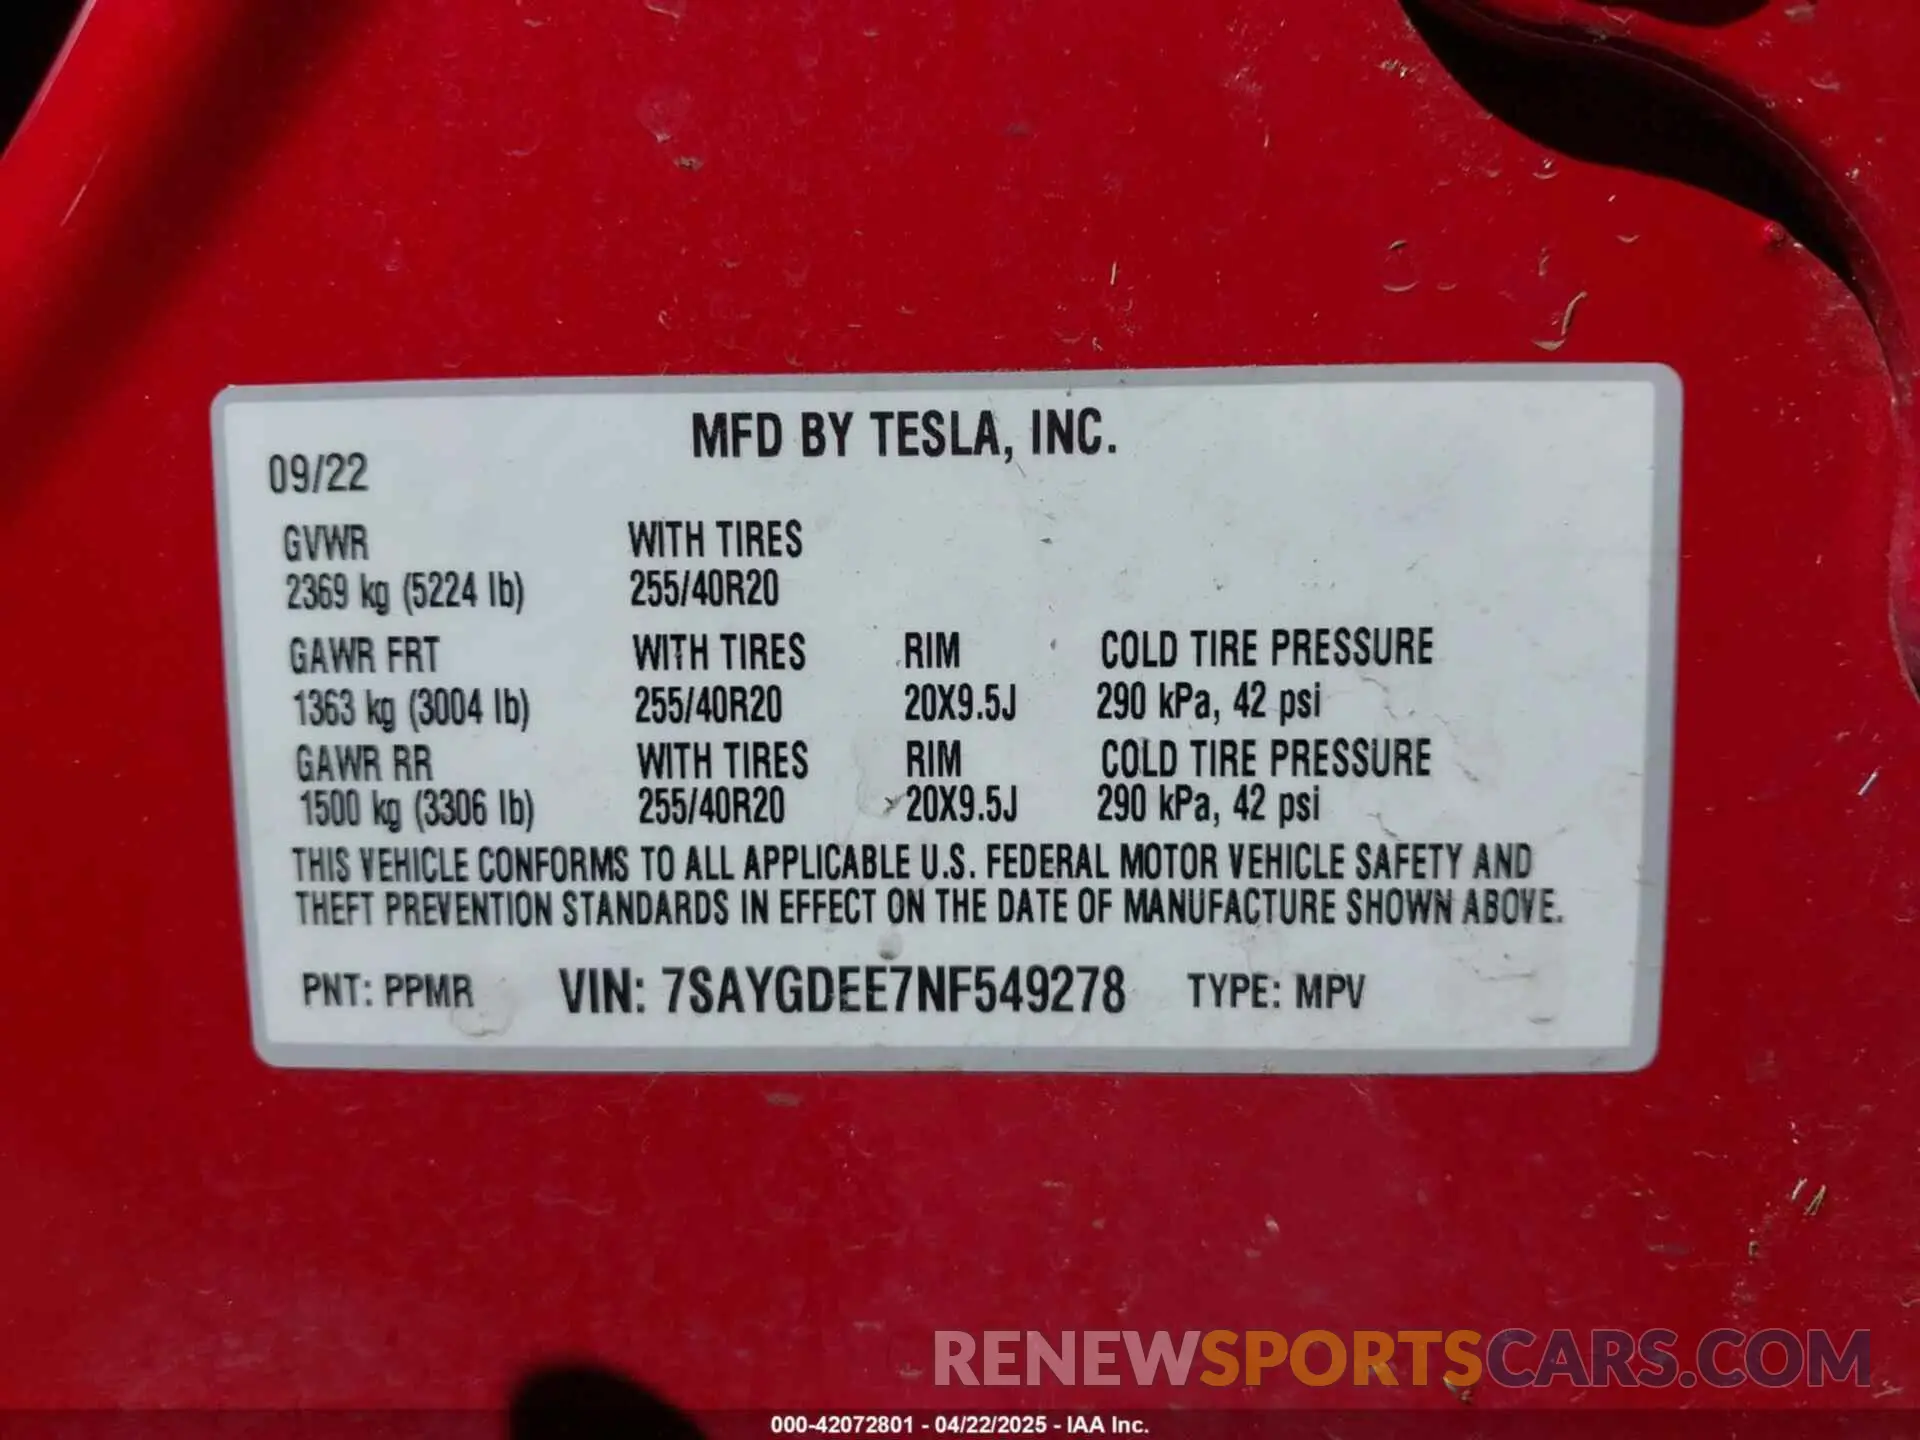 MFD BY TESLA, INC.
09/22
GVWR WITH TIRES
2369 kg (5224 lb) 255/40R20
GAWR FRT WITH TIRES RIM COLD TIRE PRESSURE
1363 kg (3004 lb) 255/40R20 20X9.5J 290 kPa, 42 psi
GAWR RR WITH TIRES RIM COLD TIRE PRESSURE
1500 kg (3306 lb) 255/40R20 20X9.5J 290 kPa, 42 psi
THIS VEHICLE CONFORMS TO ALL APPLICABLE U.S. FEDERAL MOTOR VEHICLE SAFETY AND
THEFT PREVENTION STANDARDS IN EFFECT ON THE DATE OF MANUFACTURE SHOWN ABOVE.
PNT: PPMR VIN: 7SAYGDEE7NF549278 TYPE: MPV
RENEWSPORTSCARS.COM
000-42072801 - 04/22/2025 - IAA Inc.